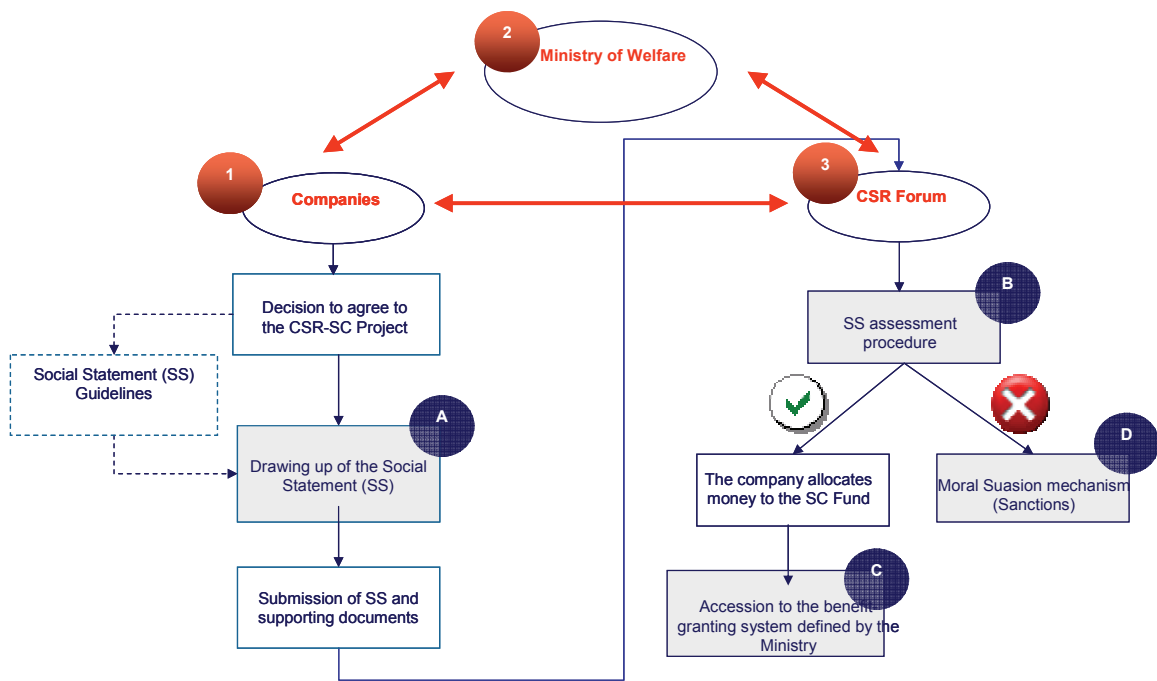 2
Ministry of Welfare
1
Companies
3
CSR Forum
Decision to agree to
the CSR-SC Project
Social Statement (SS)
Guidelines
A
Drawing up of the Social
Statement (SS)
Submission of SS and
supporting documents
B
SS assessment
procedure
D
The company allocates
money to the SC Fund
Moral Suasion mechanism
(Sanctions)
C
Accession to the benefit-
granting system defined by the
Ministry